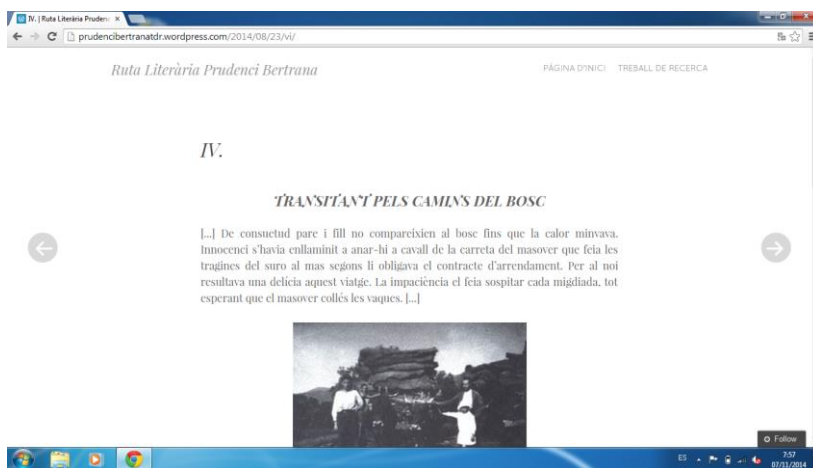 IV. | Ruta Literària Prudenc ×
prudencibertranatdr.wordpress.com/2014/08/23/vi/
Ruta Literària Prudenci Bertrana
PÀGINA D'INICI TREBALL DE RECERCA
IV.
TRANSITANT PELS CAMINS DEL BOSC
[...] De consuetud pare i fill no compareixien al bosc fins que la calor minvava.
Innocenci s'havia enllaminit a anar-hi a cavall de la carreta del masover que feia les
tragines del suro al mas segons li obligava el contracte d'arrendament. Per al noi
resultava una delícia aquest viatge. La impaciència el feia sospitar cada migdiada, tot
esperant que el masover collés les vaques. [...]
Follow
ES
7:57
07/11/2014